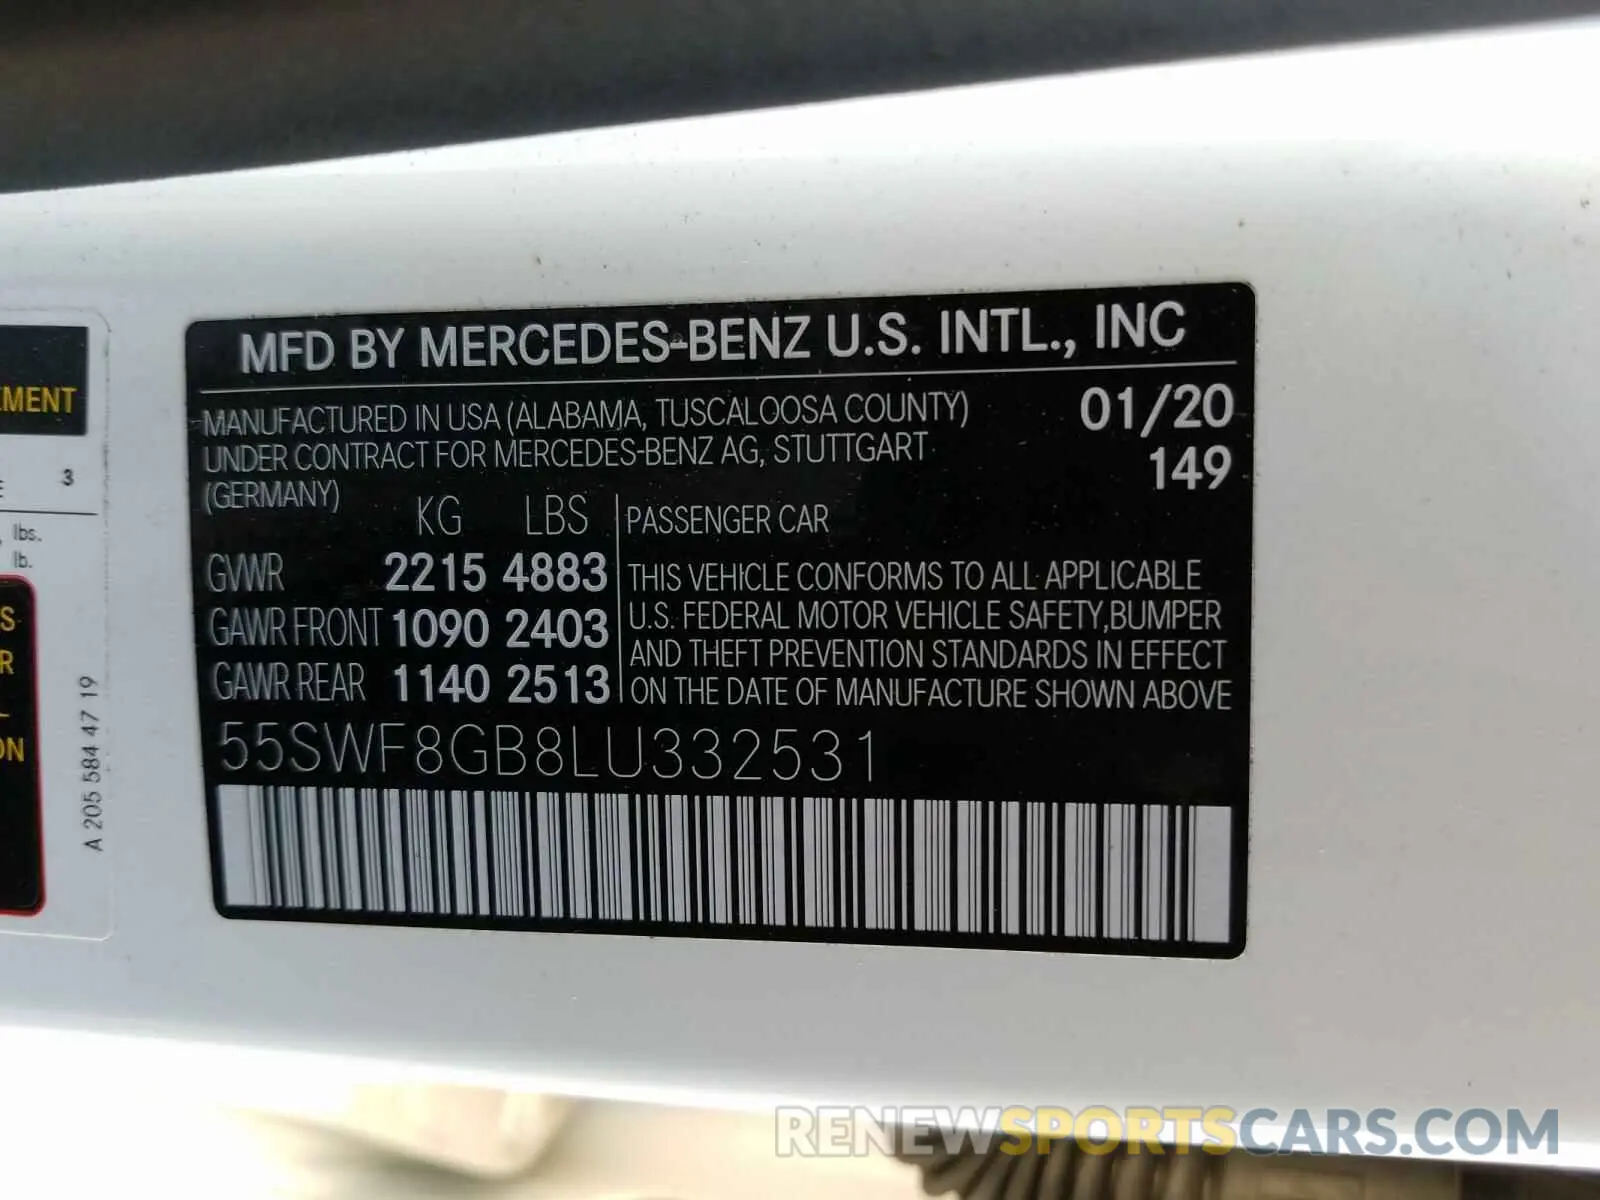 MFD BY MERCEDES-BENZ U.S. INTL., INC
MANUFACTURED IN USA (ALABAMA, TUSCALOOSA COUNTY) 01/20
UNDER CONTRACT FOR MERCEDES-BENZ AG, STUTTGART 149
(GERMANY)
KG LBS PASSENGER CAR
GVWR 2215 4883
GAWR FRONT 1090 2403
GAWR REAR 1140 2513
THIS VEHICLE CONFORMS TO ALL APPLICABLE
U.S. FEDERAL MOTOR VEHICLE SAFETY,BUMPER
AND THEFT PREVENTION STANDARDS IN EFFECT
ON THE DATE OF MANUFACTURE SHOWN ABOVE
55SWF8GB8LU332531
3
lbs.
lb.
A 205 584 47 19
RENEWSPORTSCARS.COM